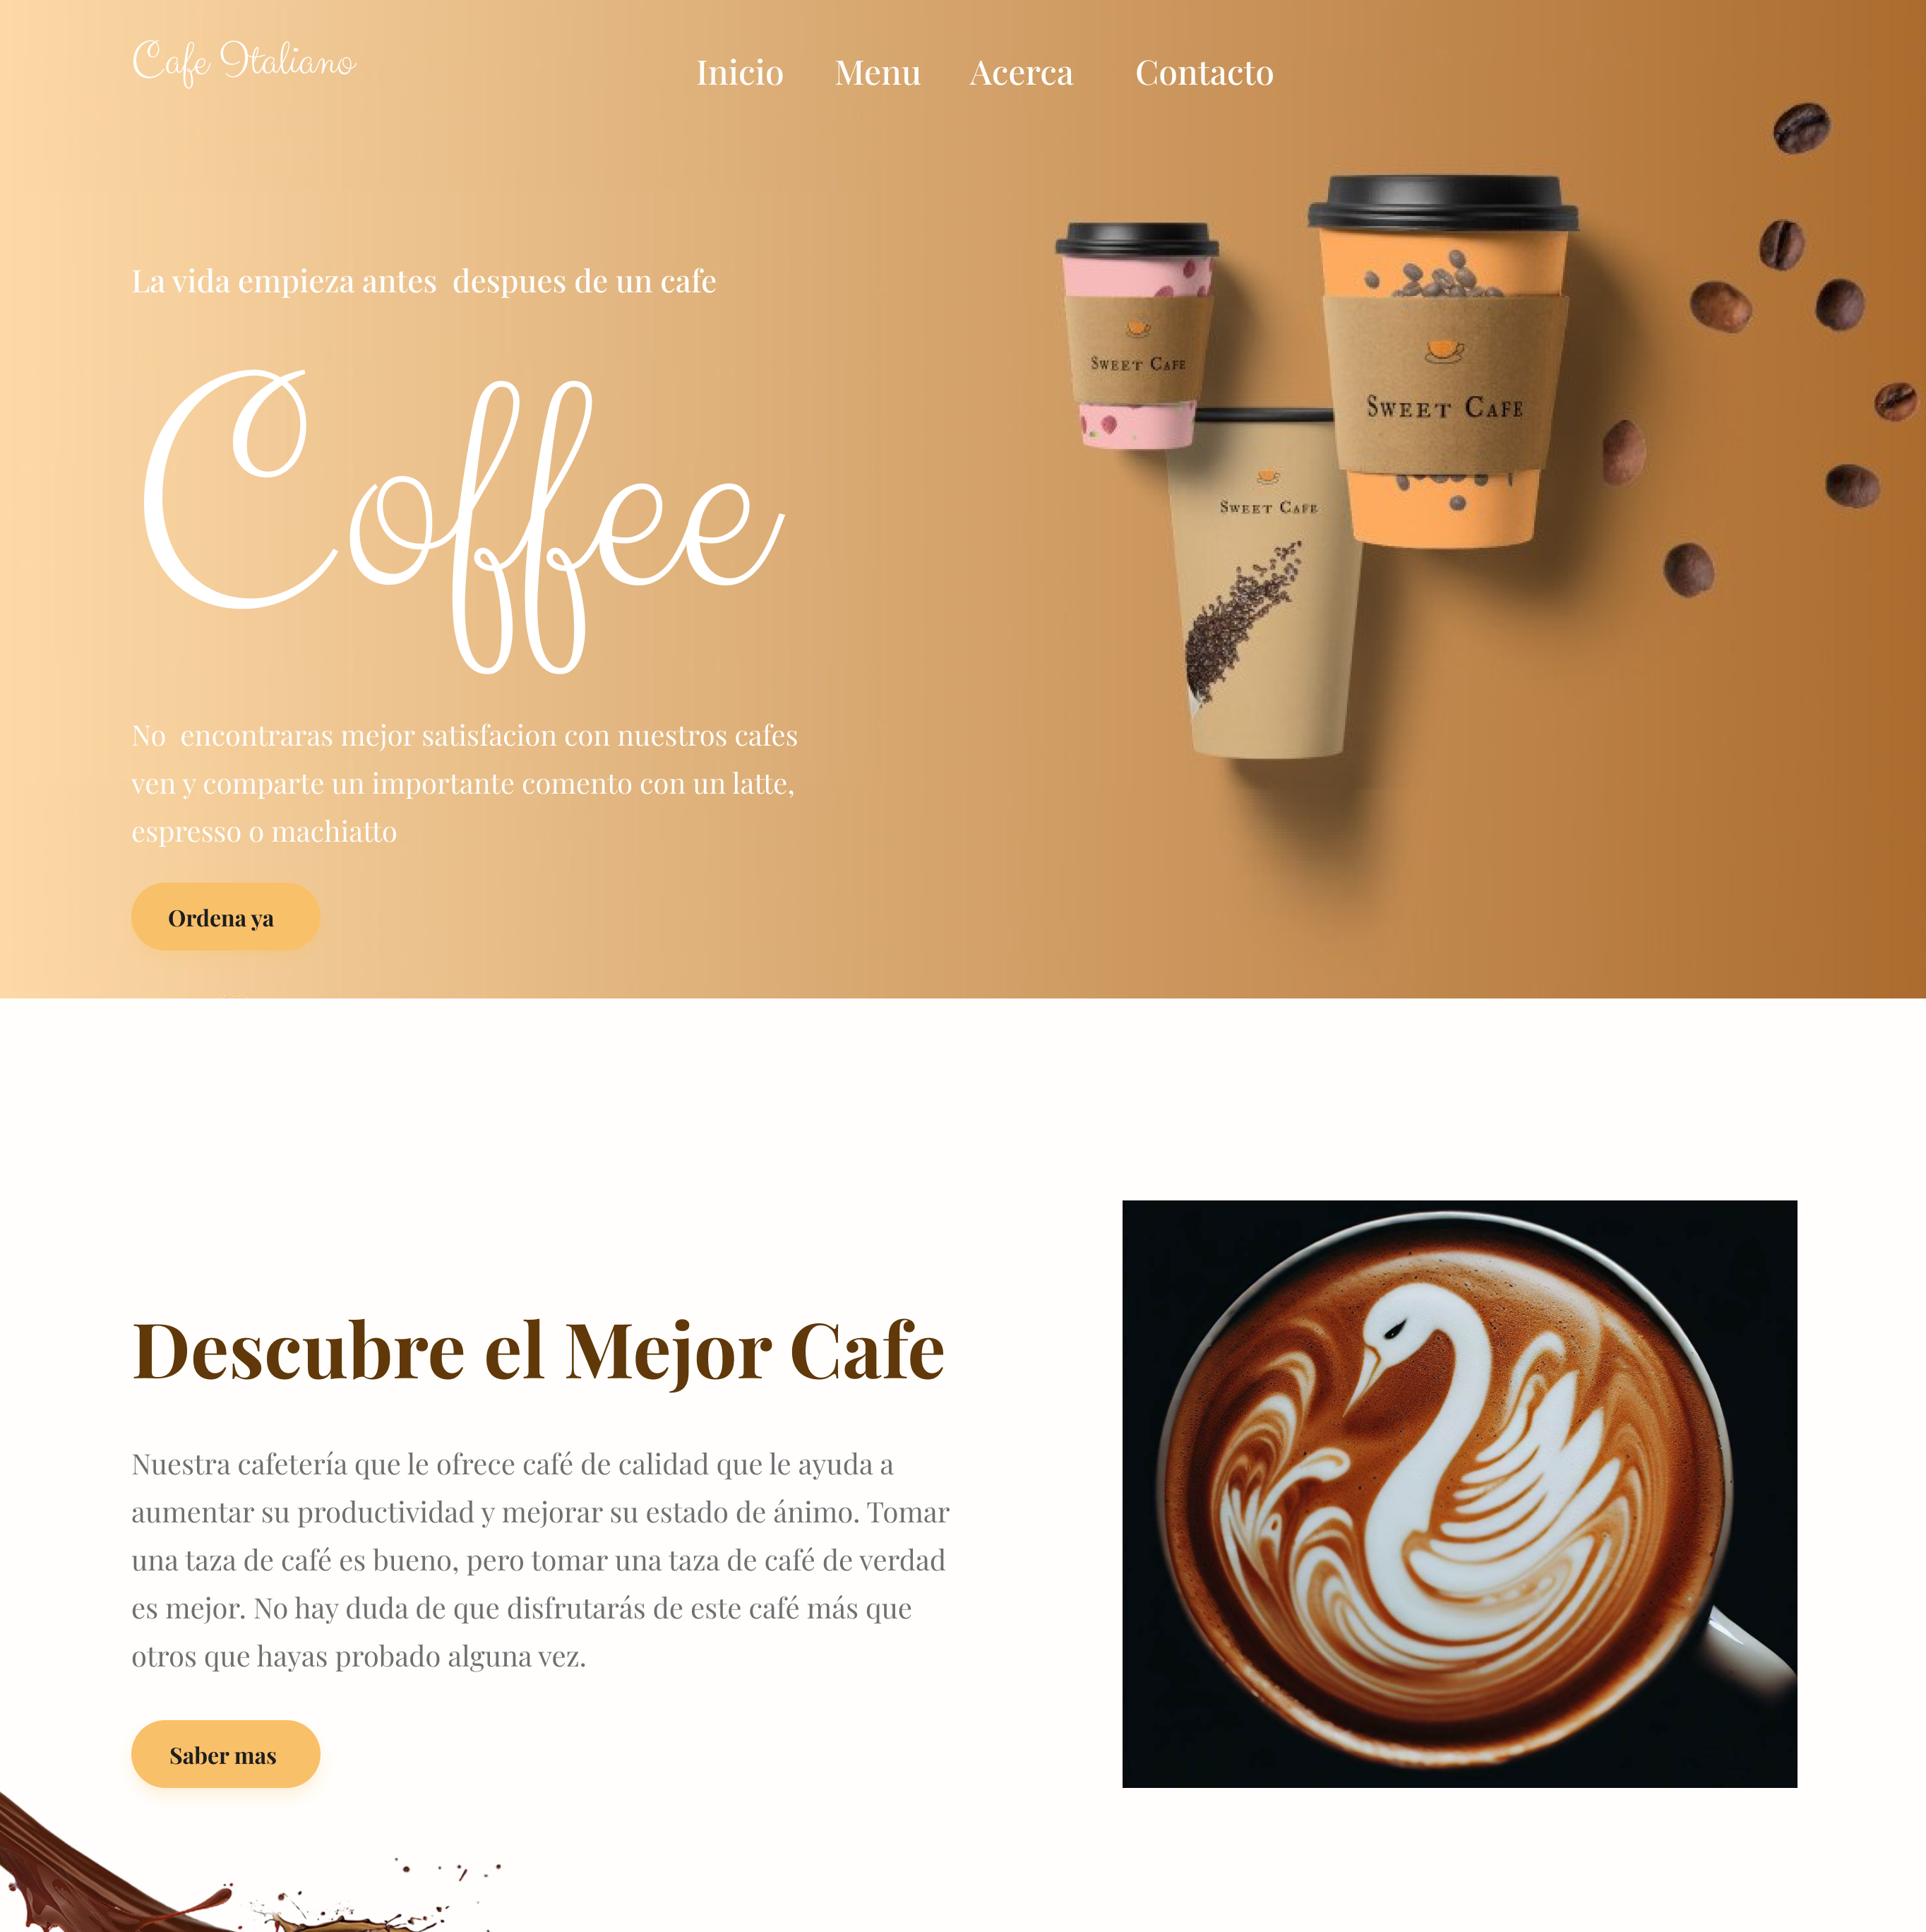 Cafe Italiano
Inicio Menu Acerca Contacto
La vida empieza antes despues de un cafe
Coffee
SWEET CAFE
SWEET CAFE
SWEET CAFE
No encontraras mejor satisfacion con nuestros cafes
ven y comparte un importante comento con un latte,
espresso o machiatto
Ordena ya
Descubre el Mejor Cafe
Nuestra cafetería que le ofrece café de calidad que le ayuda a
aumentar su productividad y mejorar su estado de ánimo. Tomar
una taza de café es bueno, pero tomar una taza de café de verdad
es mejor. No hay duda de que disfrutarás de este café más que
otros que hayas probado alguna vez.
Saber mas